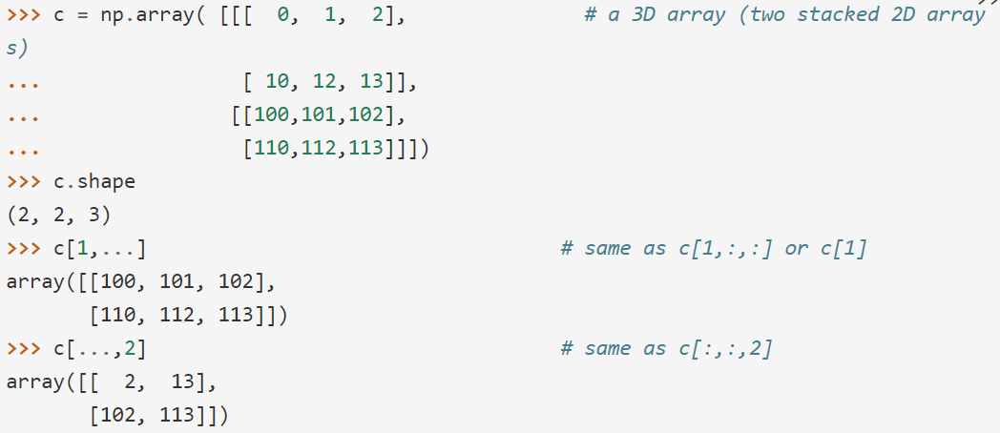 >>> c = np.array( [[[  0,  1,  2],               # a 3D array (two stacked 2D array
s)
...                 [ 10, 12, 13]],
...                [[100,101,102],
...                 [110,112,113]]])
>>> c.shape
(2, 2, 3)
>>> c[1,...]                                   # same as c[1,:,:] or c[1]
array([[100, 101, 102],
       [110, 112, 113]])
>>> c[...,2]                                   # same as c[:,:,2]
array([[  2,  13],
       [102, 113]])